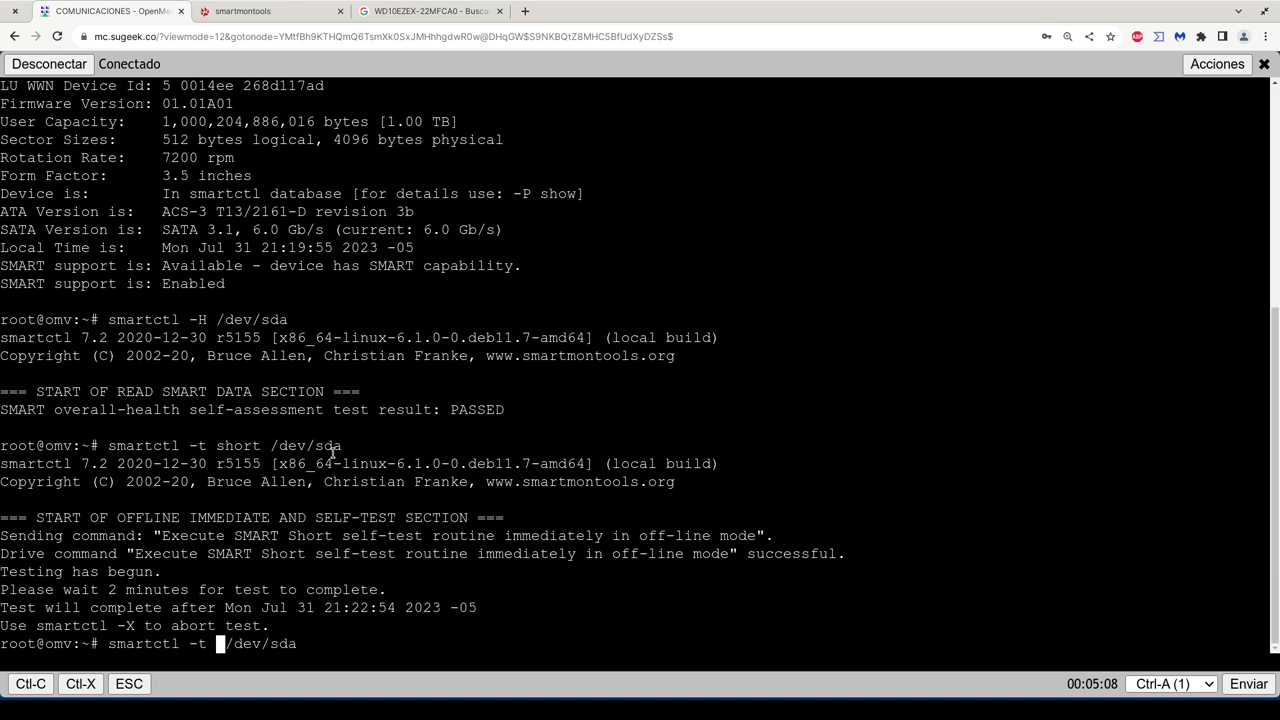 COMUNICACIONES - OpenMe
smartmontools
WD10EZEX-22MFCA0 - Busca
mc.sugeek.co/?viewmode=12&gotonode=YMtfBh9KTHQmQ6TsmXk0SxJMHhhgdwR0w@DHqGW$S9NKBQtZ8MHC5BfUdXyDZSs$
Desconectar Conectado Acciones
LU WWN Device Id: 5 0014ee 268d117ad
Firmware Version: 01.01A01
User Capacity: 1,000,204,886,016 bytes [1.00 TB]
Sector Sizes: 512 bytes logical, 4096 bytes physical
Rotation Rate: 7200 rpm
Form Factor: 3.5 inches
Device is: In smartctl database [for details use: -P show]
ATA Version is: ACS-3 T13/2161-D revision 3b
SATA Version is: SATA 3.1, 6.0 Gb/s (current: 6.0 Gb/s)
Local Time is: Mon Jul 31 21:19:55 2023 -05
SMART support is: Available - device has SMART capability.
SMART support is: Enabled
root@omv:~# smartctl -H /dev/sda
smartctl 7.2 2020-12-30 r5155 [x86_64-linux-6.1.0-0.deb11.7-amd64] (local build)
Copyright (C) 2002-20, Bruce Allen, Christian Franke, www.smartmontools.org
=== START OF READ SMART DATA SECTION ===
SMART overall-health self-assessment test result: PASSED
root@omv:~# smartctl -t short /dev/sda
smartctl 7.2 2020-12-30 r5155 [x86_64-linux-6.1.0-0.deb11.7-amd64] (local build)
Copyright (C) 2002-20, Bruce Allen, Christian Franke, www.smartmontools.org
=== START OF OFFLINE IMMEDIATE AND SELF-TEST SECTION ===
Sending command: "Execute SMART Short self-test routine immediately in off-line mode".
Drive command "Execute SMART Short self-test routine immediately in off-line mode" successful.
Testing has begun.
Please wait 2 minutes for test to complete.
Test will complete after Mon Jul 31 21:22:54 2023 -05
Use smartctl -X to abort test.
root@omv:~# smartctl -t /dev/sda
Ctl-C Ctl-X ESC 00:05:08 Ctrl-A (1) Enviar